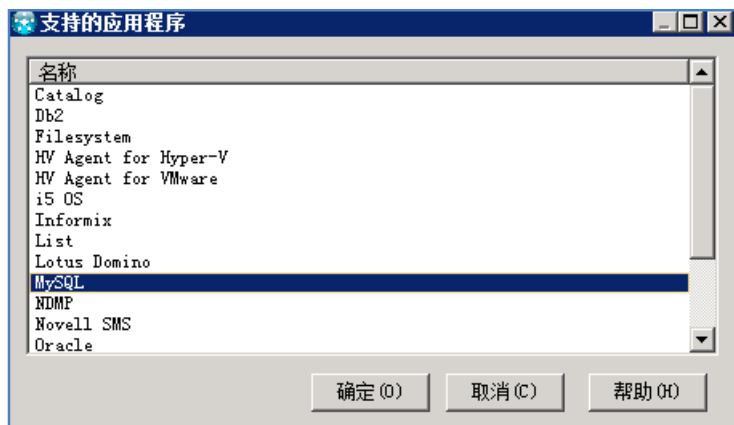 支持的应用程序
名称
Catalog
Db2
Filesystem
HV Agent for Hyper-V
HV Agent for VMware
i5 OS
Informix
List
Lotus Domino
MySQL
NDMP
Novell SMS
Oracle
确定(O) 取消(C) 帮助(H)